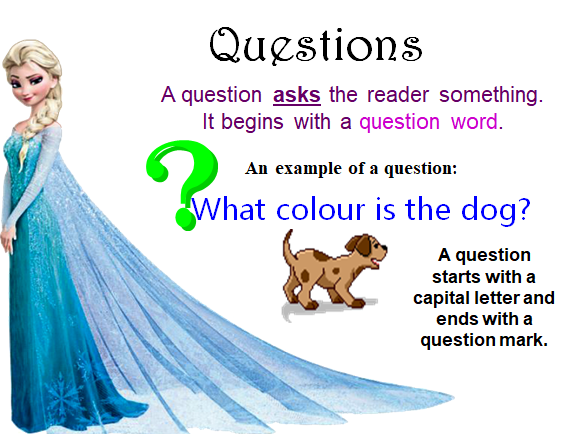 Questions
A question asks the reader something.
It begins with a question word.
An example of a question:
?
What colour is the dog?
A question
starts with a
capital letter and
ends with a
question mark.